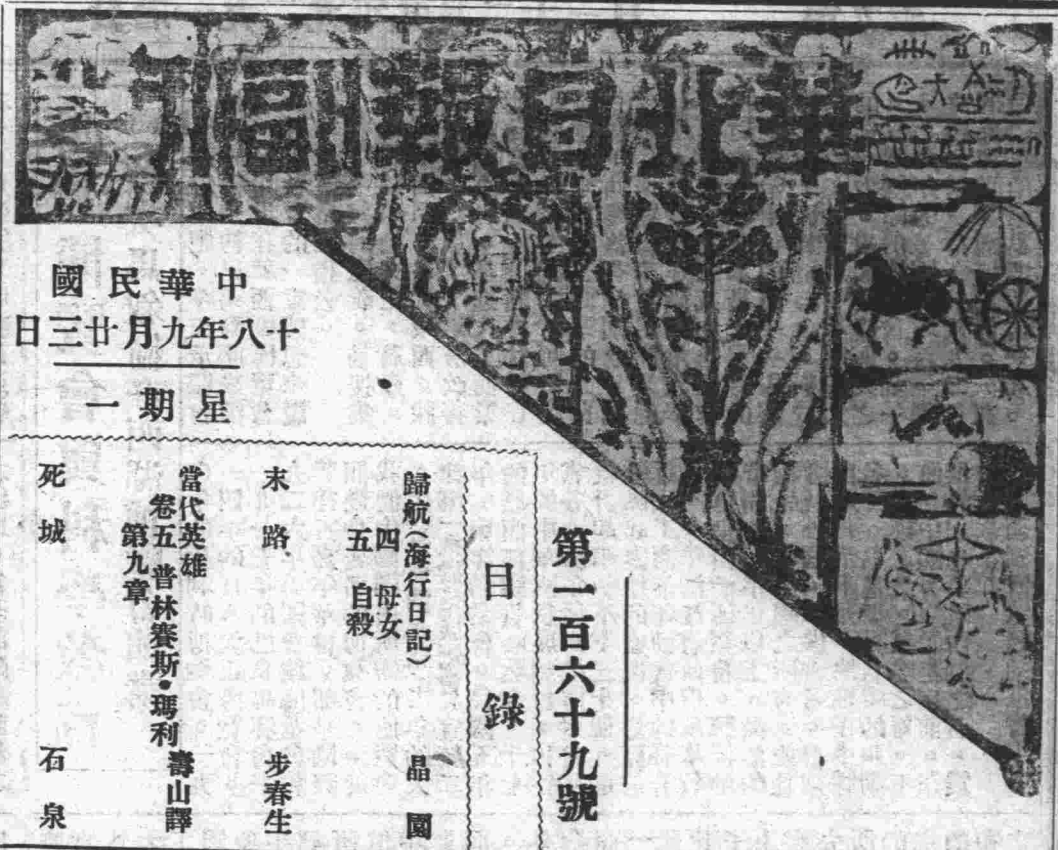 華北日報副刊
中華民國
十八年九月廿三日
星期一
第一百六十九號
目錄
歸航(海行日記) 晶園
四 母女
五 自殺
末路 步春生
當代英雄 壽山譯
卷五 普林賽斯•瑪利
第九章
死城 石泉